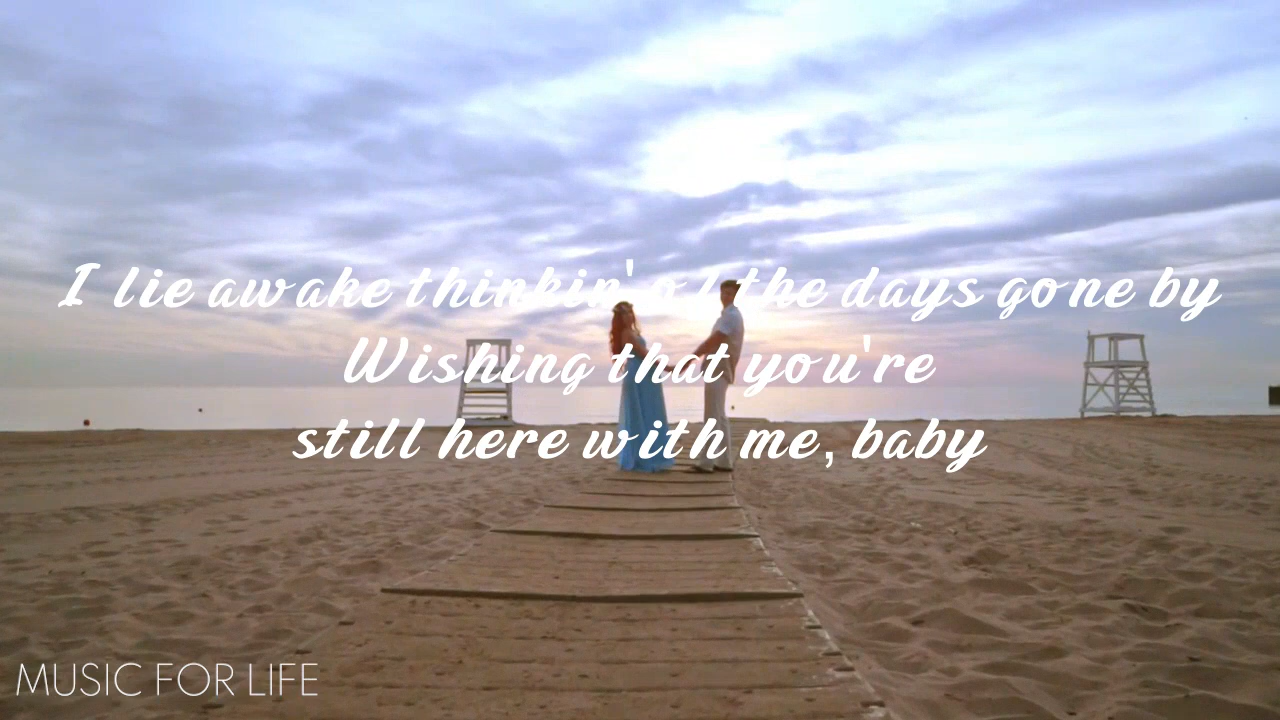 I lie awake thinkin' of the days gone by
Wishing that you're
still here with me, baby
MUSIC FOR LIFE